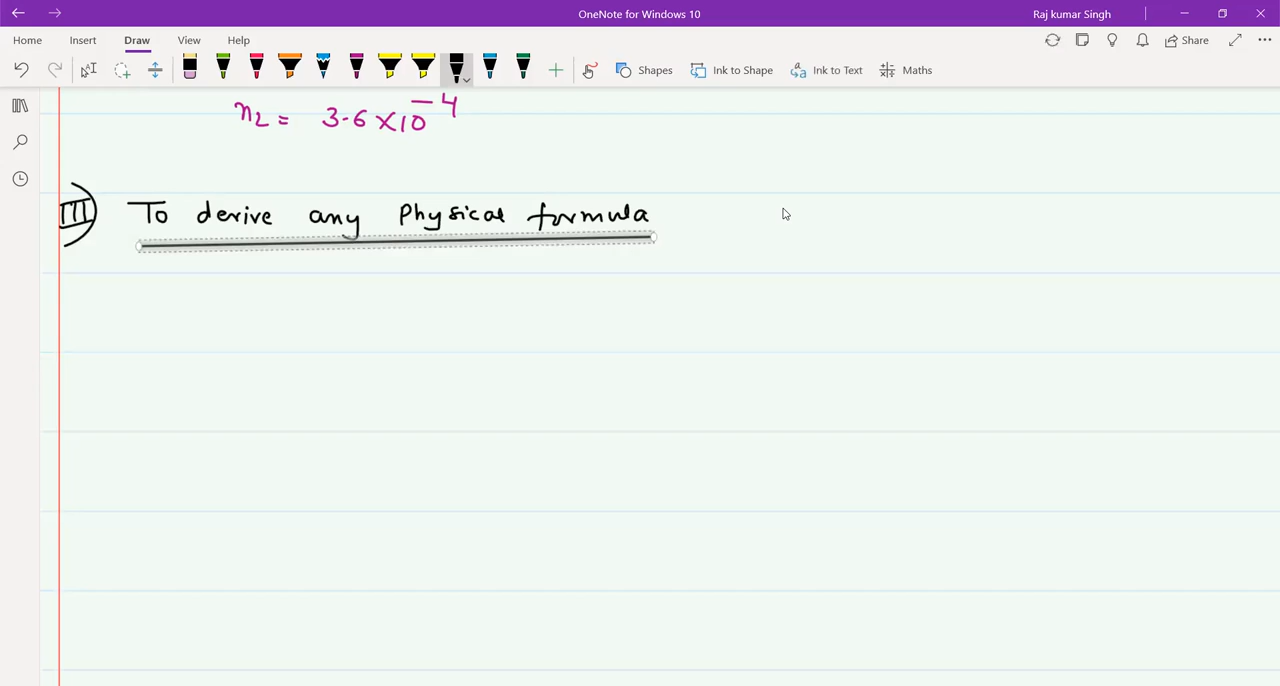 OneNote for Windows 10
Raj kumar Singh
Home Insert Draw View Help
Share
Shapes Ink to Shape Ink to Text Maths
n2 = 3.6 × 10^-4
III) To derive any Physical formula